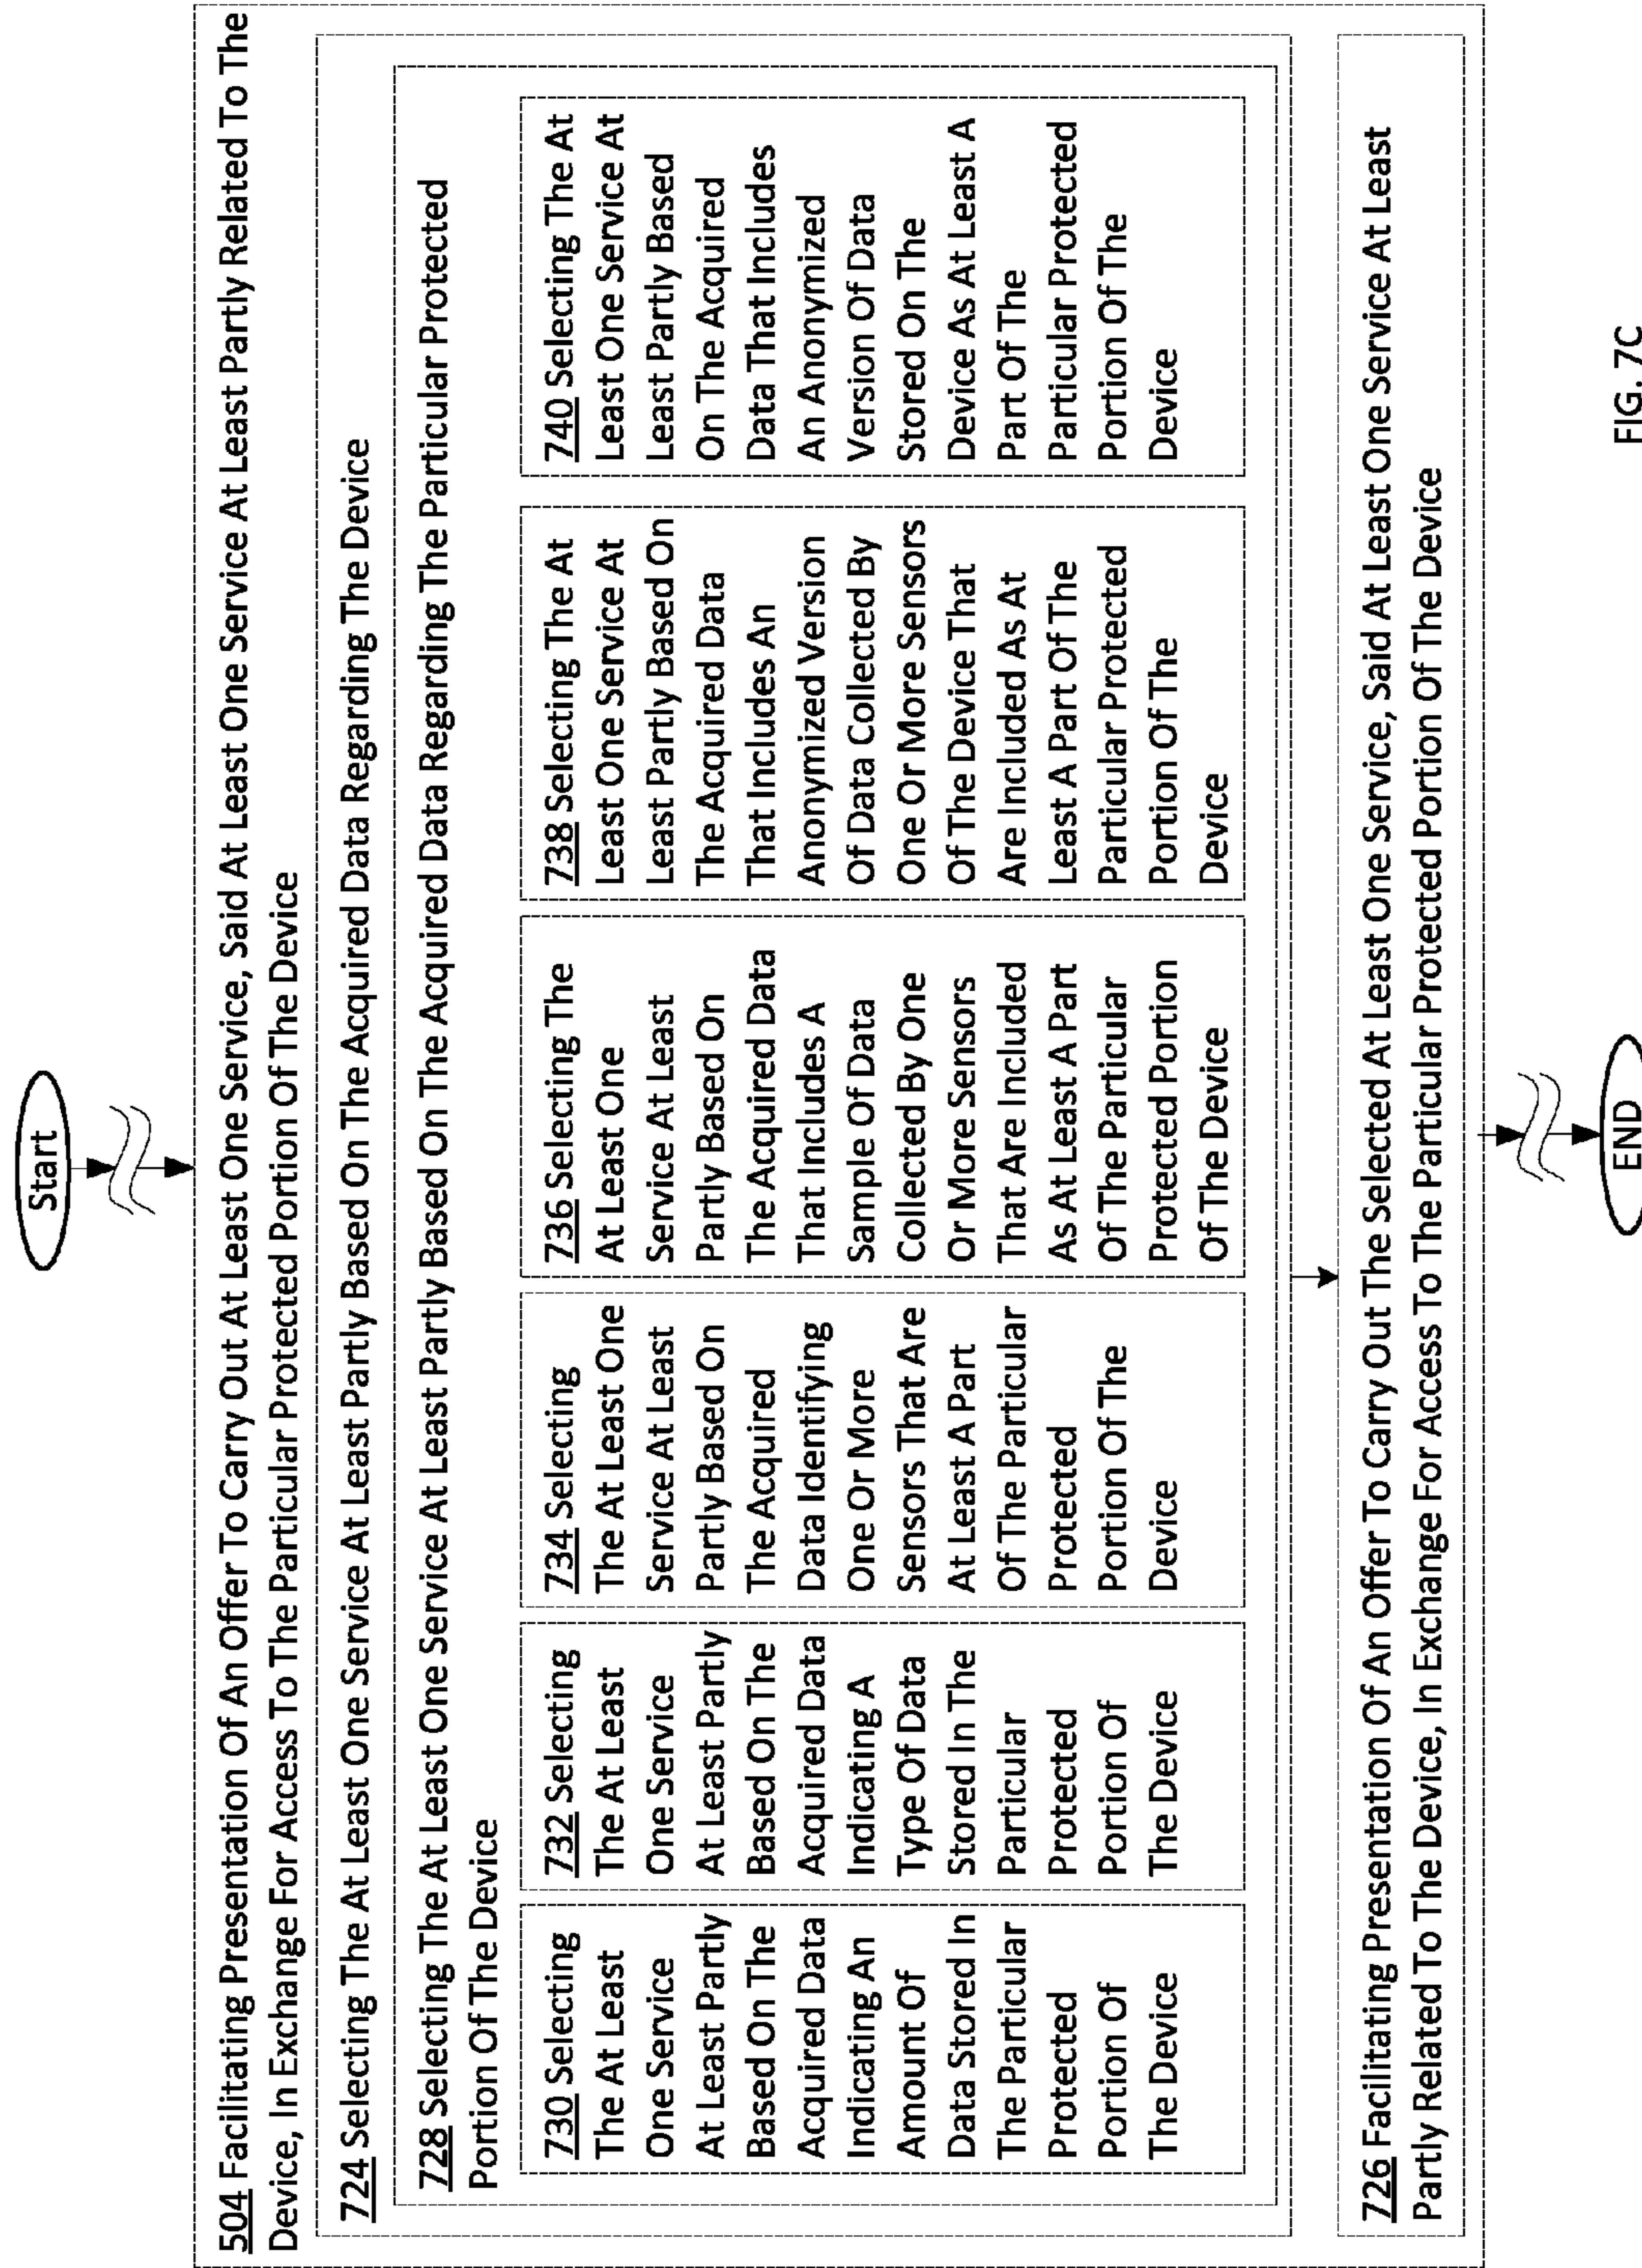 Start
504 Facilitating Presentation Of An Offer To Carry Out At Least One Service, Said At Least One Service At Least Partly Related To The
Device, In Exchange For Access To The Particular Protected Portion Of The Device
724 Selecting The At Least One Service At Least Partly Based On The Acquired Data Regarding The Device
728 Selecting The At Least One Service At Least Partly Based On The Acquired Data Regarding The Particular Protected
Portion Of The Device
730 Selecting
The At Least
One Service
At Least Partly
Based On The
Acquired Data
Indicating An
Amount Of
Data Stored In
The Particular
Protected
Portion Of
The Device
732 Selecting
The At Least
One Service
At Least Partly
Based On The
Acquired Data
Indicating A
Type Of Data
Stored In The
Particular
Protected
Portion Of
The Device
734 Selecting
The At Least One
Service At Least
Partly Based On
The Acquired
Data Identifying
One Or More
Sensors That Are
At Least A Part
Of The Particular
Protected
Portion Of The
Device
736 Selecting The
At Least One
Service At Least
Partly Based On
The Acquired Data
That Includes A
Sample Of Data
Collected By One
Or More Sensors
That Are Included
As At Least A Part
Of The Particular
Protected Portion
Of The Device
738 Selecting The At
Least One Service At
Least Partly Based On
The Acquired Data
That Includes An
Anonymized Version
Of Data Collected By
One Or More Sensors
Of The Device That
Are Included As At
Least A Part Of The
Particular Protected
Portion Of The
Device
740 Selecting The At
Least One Service At
Least Partly Based
On The Acquired
Data That Includes
An Anonymized
Version Of Data
Stored On The
Device As At Least A
Part Of The
Particular Protected
Portion Of The
Device
726 Facilitating Presentation Of An Offer To Carry Out The Selected At Least One Service, Said At Least One Service At Least
Partly Related To The Device, In Exchange For Access To The Particular Protected Portion Of The Device
END
FIG. 7C